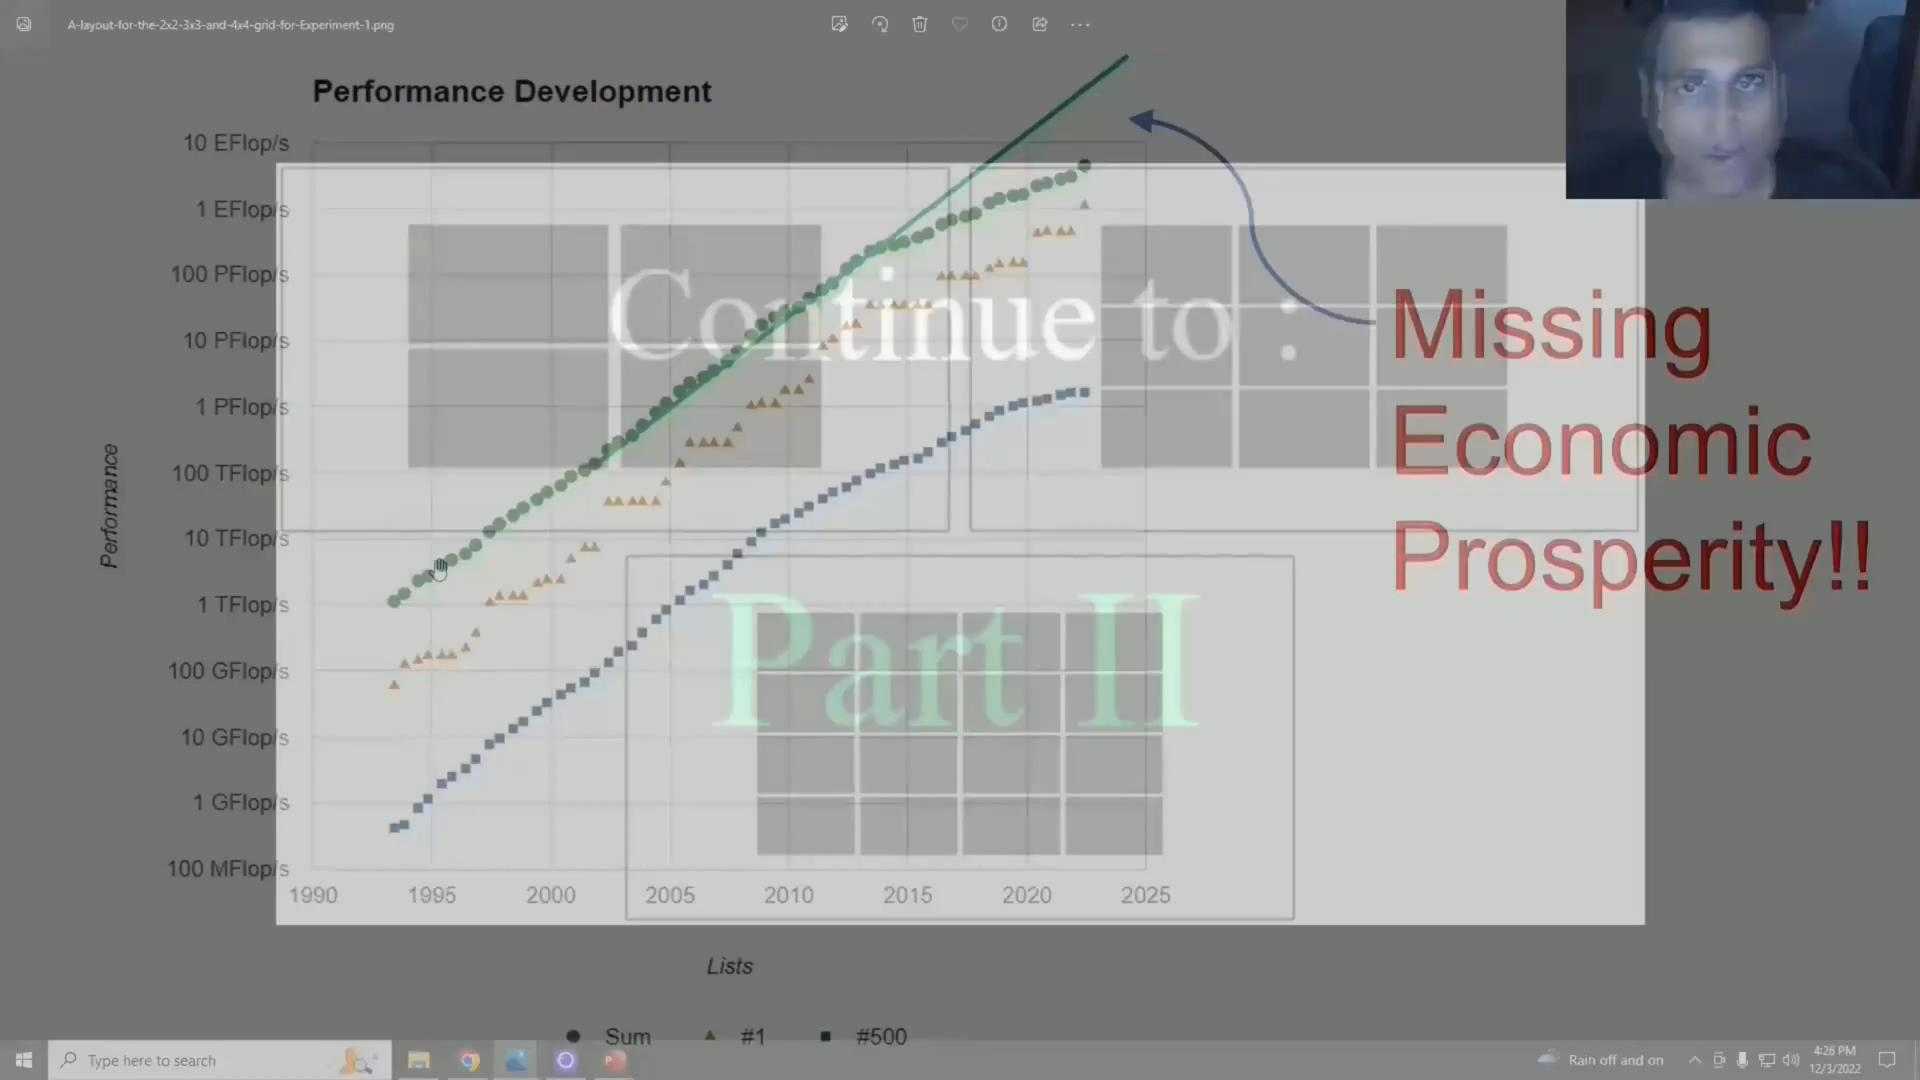 A-layout-for-the-2x2-3x3-and-4x4-grid-for-Experiment-1.png
Performance Development
10 EFlop/s
1 EFlop/s
100 PFlop/s
10 PFlop/s
1 PFlop/s
100 TFlop/s
10 TFlop/s
1 TFlop/s
100 GFlop/s
10 GFlop/s
1 GFlop/s
100 MFlop/s
Performance
1990 1995 2000 2005 2010 2015 2020 2025
Lists
Sum #1 #500
Continue to :
Part II
Missing
Economic
Prosperity!!
Type here to search
Rain off and on
4:26 PM
12/3/2022